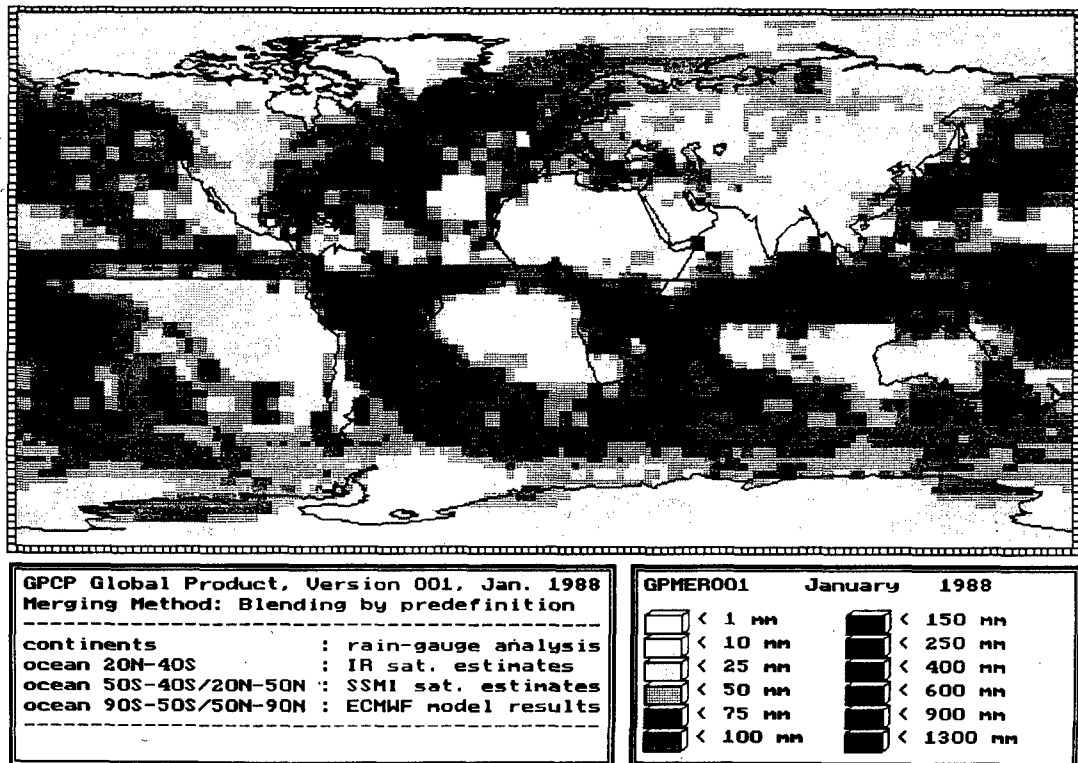 GPCP Global Product, Version 001, Jan. 1988
Merging Method: Blending by predefinition
continents : rain-gauge analysis
ocean 20N-40S : IR sat. estimates
ocean 50S-40S/20N-50N : SSMI sat. estimates
ocean 90S-50S/50N-90N : ECMWF model results
GPMER001 January 1988
< 1 mm
< 10 mm
< 25 mm
< 50 mm
< 75 mm
< 100 mm
< 150 mm
< 250 mm
< 400 mm
< 600 mm
< 900 mm
< 1300 mm